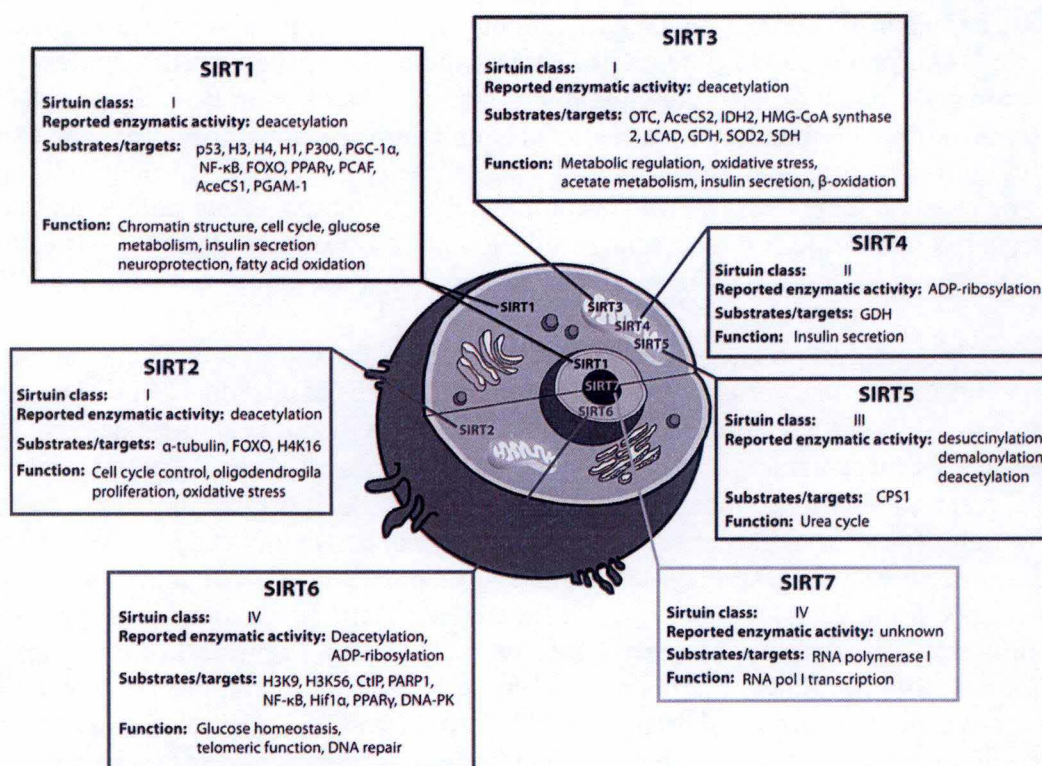 SIRT1
Sirtuin class: I
Reported enzymatic activity: deacetylation
Substrates/targets: p53, H3, H4, H1, P300, PGC-1α,
NF-κB, FOXO, PPARγ, PCAF,
AceCS1, PGAM-1
Function: Chromatin structure, cell cycle, glucose
metabolism, insulin secretion
neuroprotection, fatty acid oxidation
SIRT3
Sirtuin class: I
Reported enzymatic activity: deacetylation
Substrates/targets: OTC, AceCS2, IDH2, HMG-CoA synthase
2, LCAD, GDH, SOD2, SDH
Function: Metabolic regulation, oxidative stress,
acetate metabolism, insulin secretion, β-oxidation
SIRT4
Sirtuin class: II
Reported enzymatic activity: ADP-ribosylation
Substrates/targets: GDH
Function: Insulin secretion
SIRT2
Sirtuin class: I
Reported enzymatic activity: deacetylation
Substrates/targets: α-tubulin, FOXO, H4K16
Function: Cell cycle control, oligodendrogila
proliferation, oxidative stress
SIRT1
SIRT3
SIRT4
SIRT5
SIRT1
SIRT7
SIRT6
SIRT2
SIRT5
Sirtuin class: III
Reported enzymatic activity: desuccinylation
demalonylation
deacetylation
Substrates/targets: CPS1
Function: Urea cycle
SIRT6
Sirtuin class: IV
Reported enzymatic activity: Deacetylation,
ADP-ribosylation
Substrates/targets: H3K9, H3K56, CtIP, PARP1,
NF-κB, Hif1α, PPARγ, DNA-PK
Function: Glucose homeostasis,
telomeric function, DNA repair
SIRT7
Sirtuin class: IV
Reported enzymatic activity: unknown
Substrates/targets: RNA polymerase I
Function: RNA pol I transcription